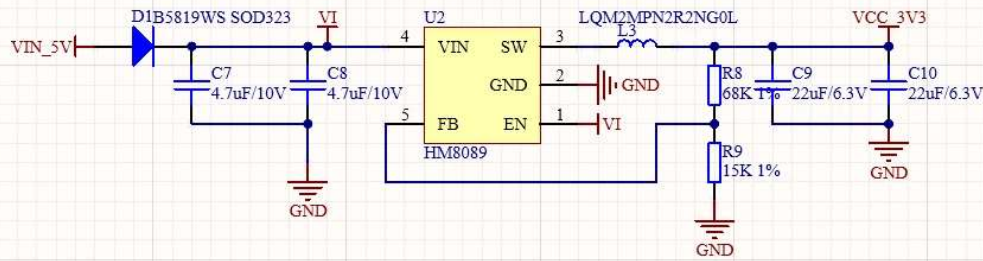 D1 B5819WS SOD323
VI
U2
LQM2MPN2R2NG0L
L3
VCC_3V3
VIN_5V
4
VIN
SW
3
C7
4.7uF/10V
C8
4.7uF/10V
GND
2
GND
R8
68K 1%
C9
22uF/6.3V
C10
22uF/6.3V
5
FB
EN
1
VI
HM8089
R9
15K 1%
GND
GND
GND